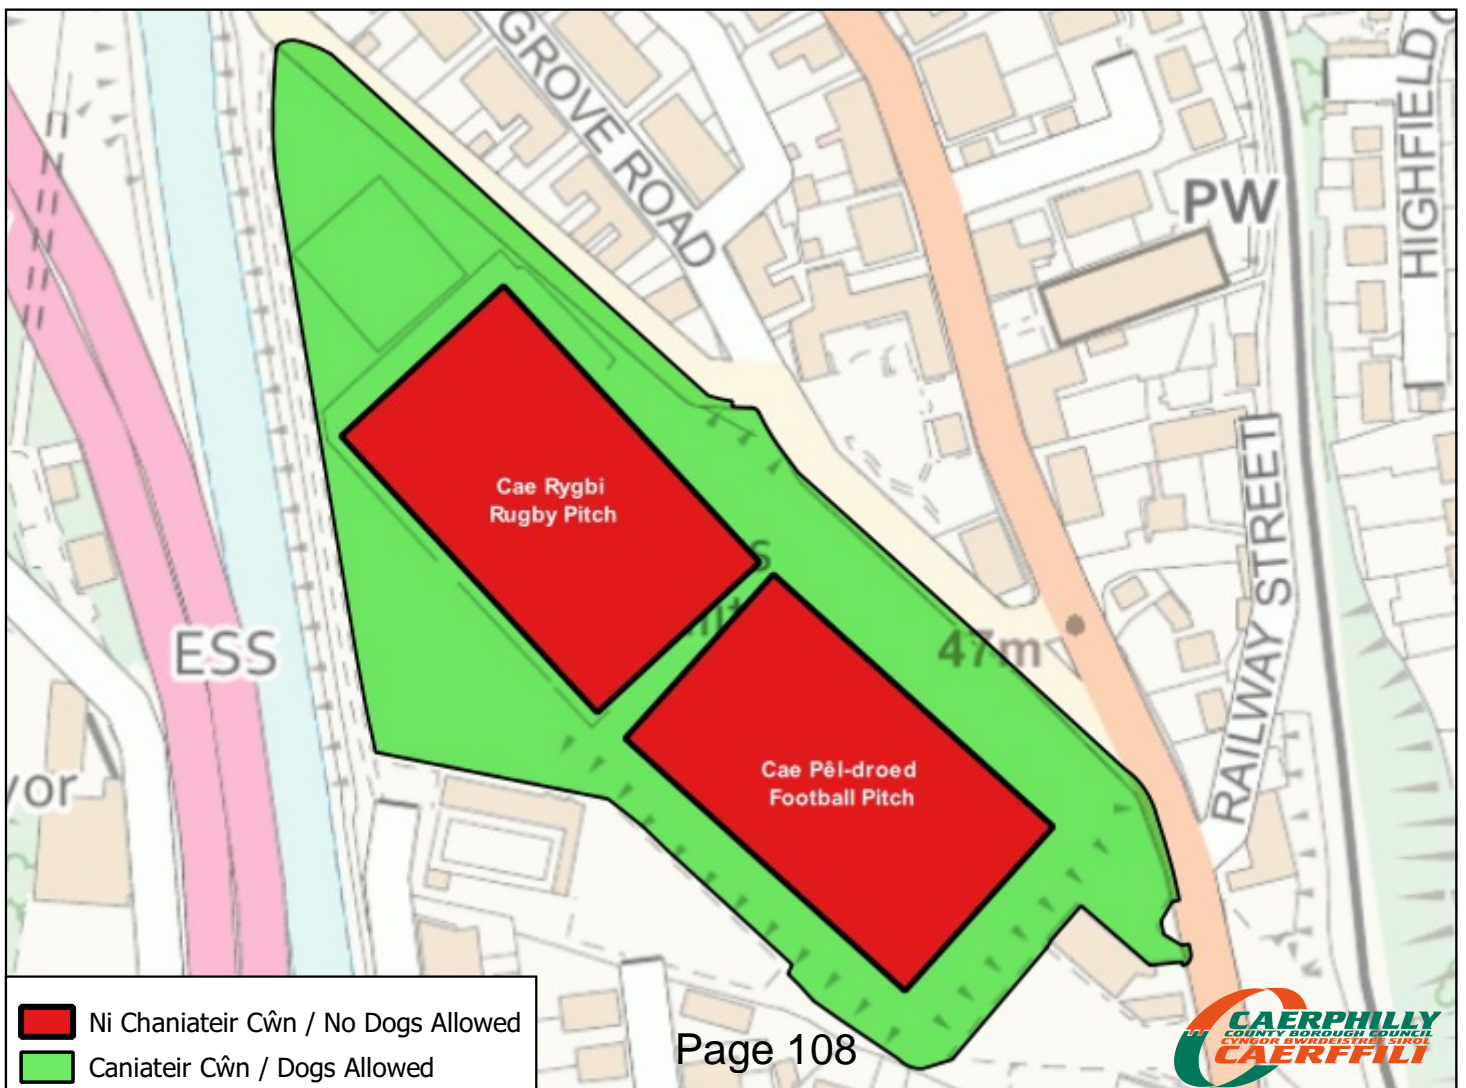 GROVE ROAD
HIGHFIELD
PW
Cae Rygbi
Rugby Pitch
ESS
47m
RAILWAY STREET
Cae Pêl-droed
Football Pitch
Ni Chaniateir Cŵn / No Dogs Allowed
Caniateir Cŵn / Dogs Allowed
Page 108
CAERPHILLY
COUNTY BOROUGH COUNCIL
CYNGOR BWRDEISTREF SIROL
CAERFFILI